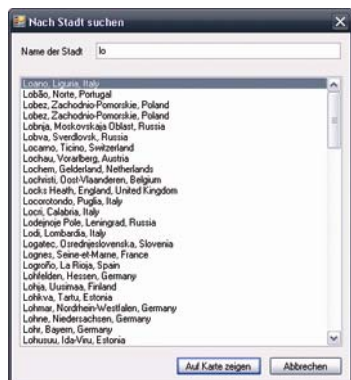 Nach Stadt suchen
Name der Stadt
lo
Loano, Liguria, Italy
Lobão, Norte, Portugal
Lobez, Zachodnio-Pomorskie, Poland
Lobez, Zachodnio-Pomorskie, Poland
Lobnja, Moskovskaja Oblast, Russia
Lobva, Sverdlovsk, Russia
Locarno, Ticino, Switzerland
Lochau, Vorarlberg, Austria
Lochem, Gelderland, Netherlands
Lochristi, Oost-Vlaanderen, Belgium
Locks Heath, England, United Kingdom
Locorotondo, Puglia, Italy
Locri, Calabria, Italy
Lodejnoje Pole, Leningrad, Russia
Lodi, Lombardia, Italy
Logatec, Osrednjeslovenska, Slovenia
Lognes, Seine-et-Marne, France
Logroño, La Rioja, Spain
Lohfelden, Hessen, Germany
Lohja, Uusimaa, Finland
Lohkva, Tartu, Estonia
Lohmar, Nordrhein-Westfalen, Germany
Lohne, Niedersachsen, Germany
Lohr, Bayern, Germany
Lohusuu, Ida-Viru, Estonia
Auf Karte zeigen
Abbrechen